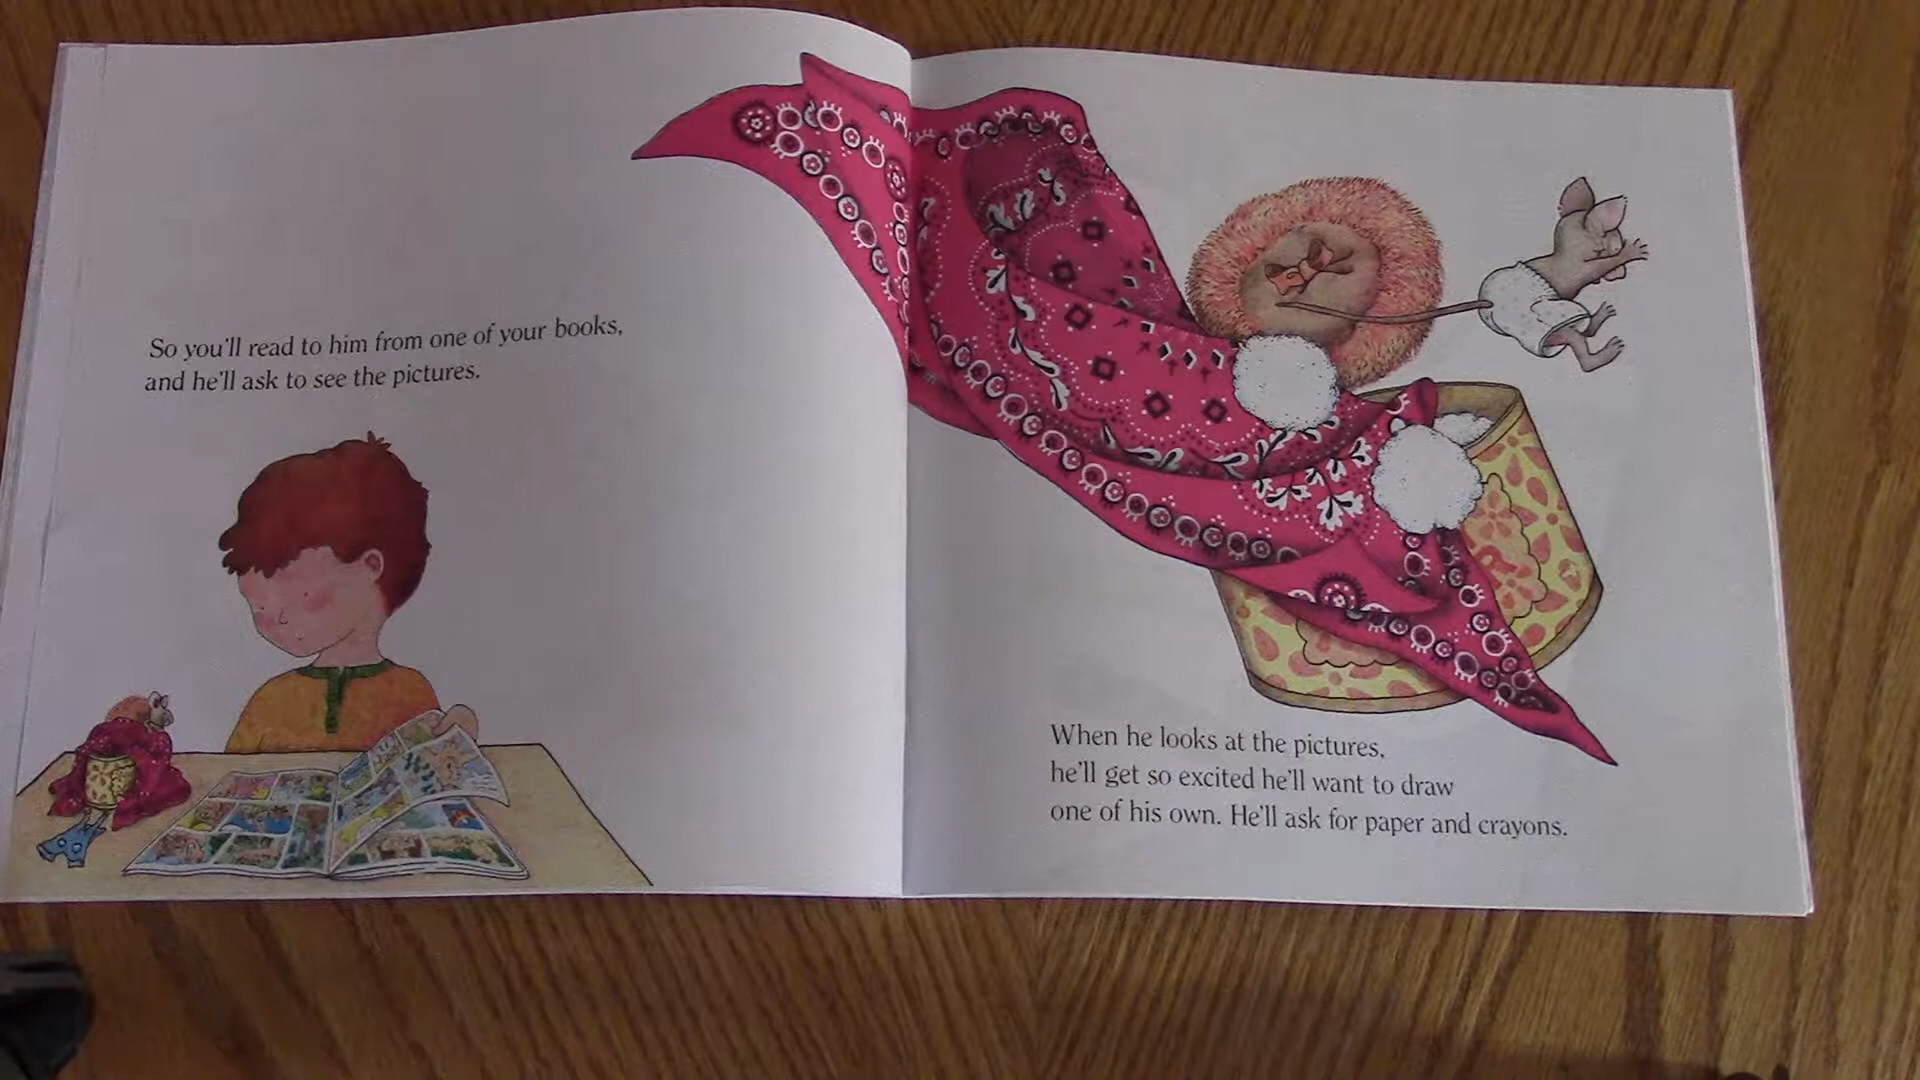 So you'll read to him from one of your books,
and he'll ask to see the pictures.
When he looks at the pictures,
he'll get so excited he'll want to draw
one of his own. He'll ask for paper and crayons.